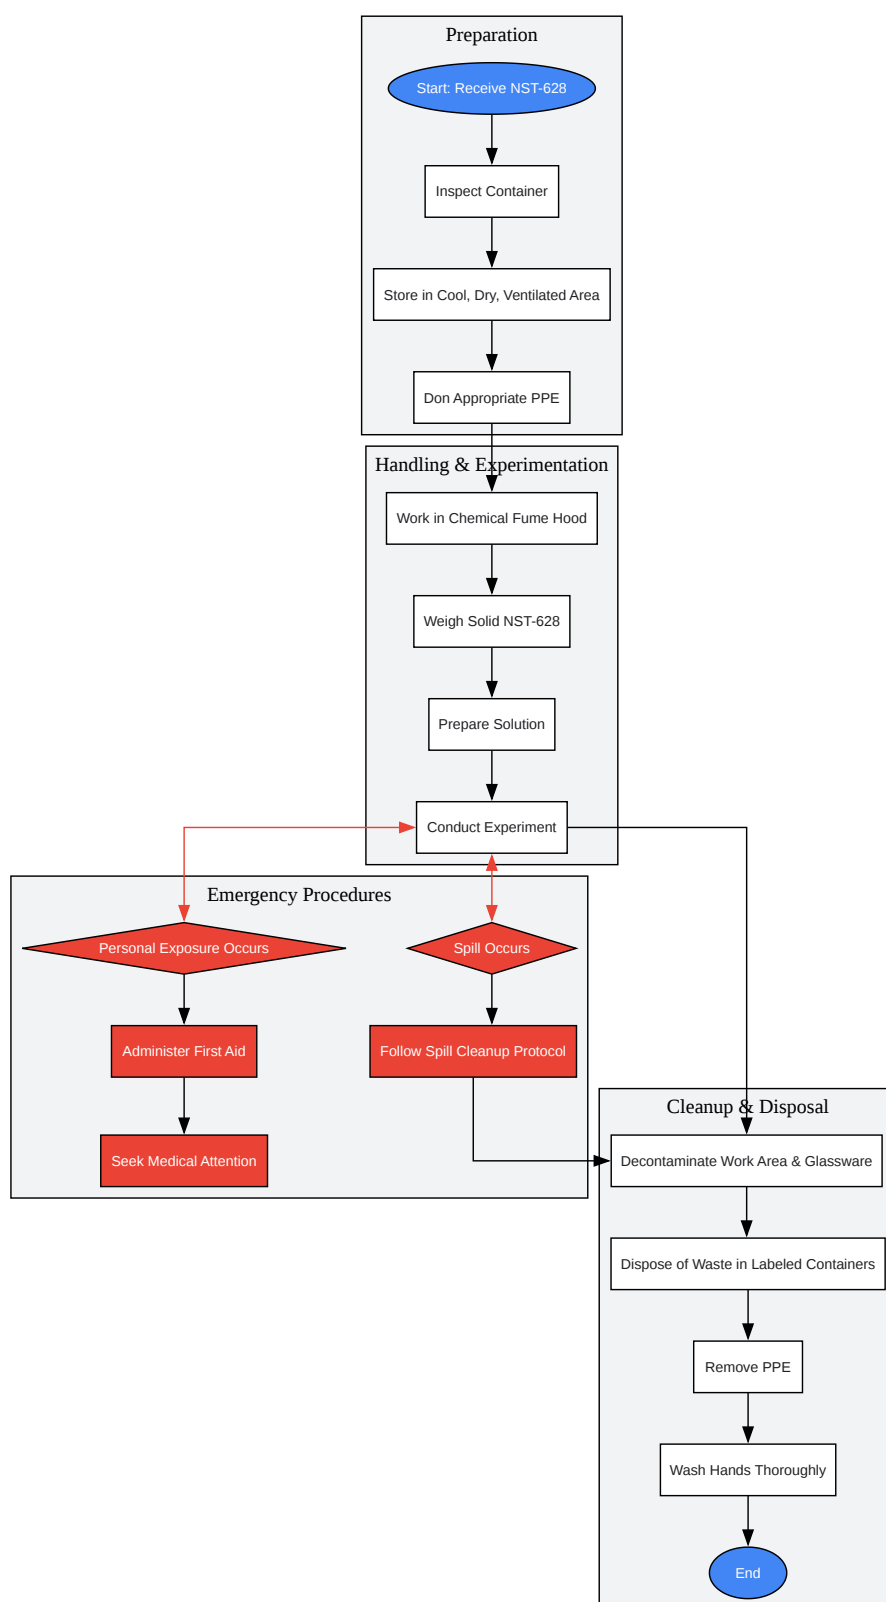 Preparation
Start: Receive NST-628
Inspect Container
Store in Cool, Dry, Ventilated Area
Don Appropriate PPE
Handling & Experimentation
Work in Chemical Fume Hood
Weigh Solid NST-628
Prepare Solution
Conduct Experiment
Emergency Procedures
Personal Exposure Occurs
Spill Occurs
Administer First Aid
Follow Spill Cleanup Protocol
Seek Medical Attention
Cleanup & Disposal
Decontaminate Work Area & Glassware
Dispose of Waste in Labeled Containers
Remove PPE
Wash Hands Thoroughly
End